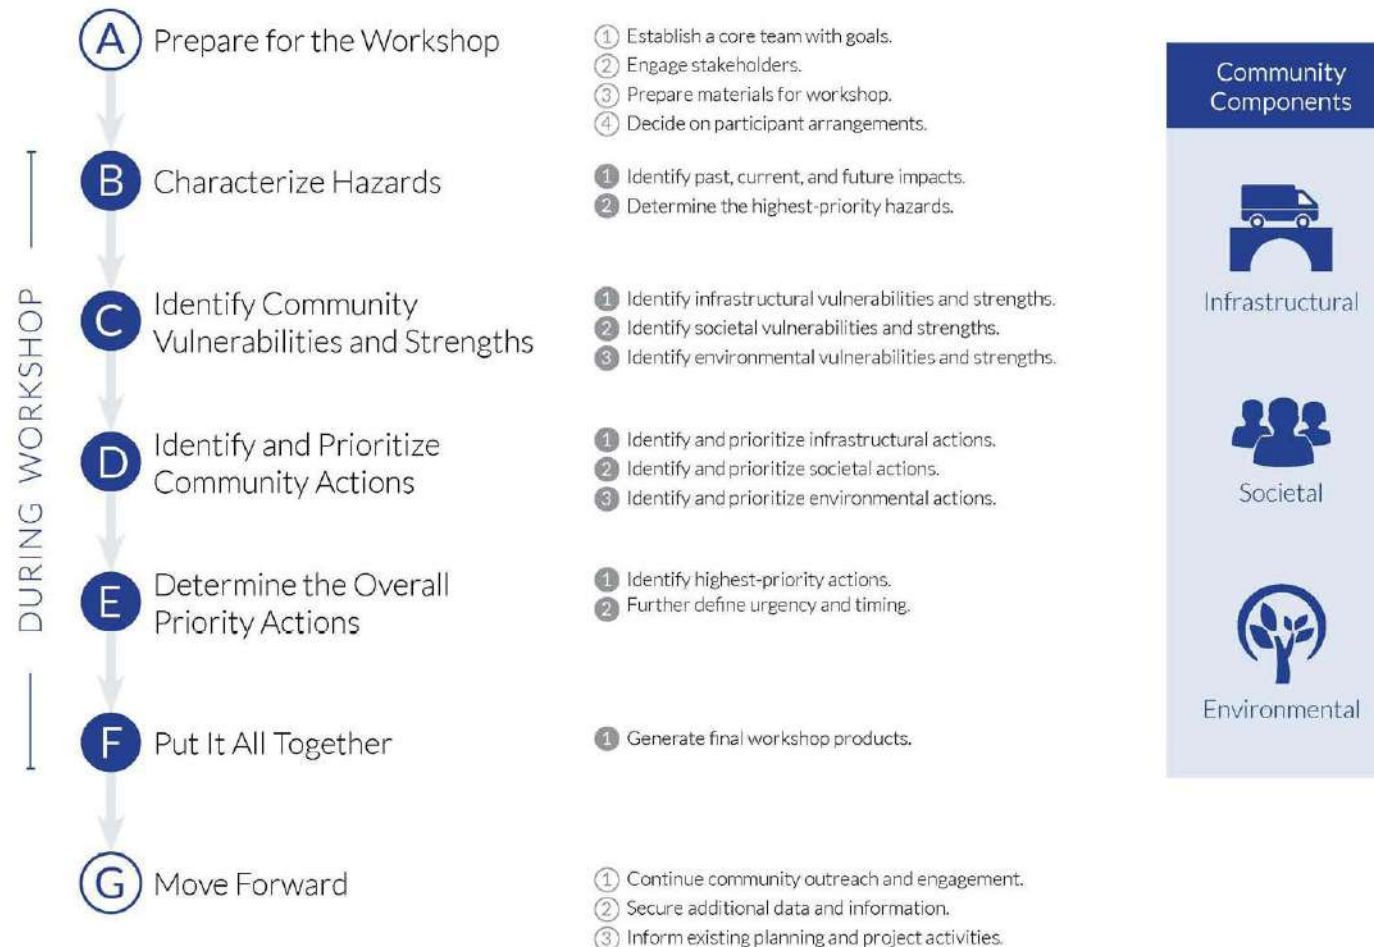 A Prepare for the Workshop
1 Establish a core team with goals.
2 Engage stakeholders.
3 Prepare materials for workshop.
4 Decide on participant arrangements.
DURING WORKSHOP
B Characterize Hazards
1 Identify past, current, and future impacts.
2 Determine the highest-priority hazards.
C Identify Community
Vulnerabilities and Strengths
1 Identify infrastructural vulnerabilities and strengths.
2 Identify societal vulnerabilities and strengths.
3 Identify environmental vulnerabilities and strengths.
D Identify and Prioritize
Community Actions
1 Identify and prioritize infrastructural actions.
2 Identify and prioritize societal actions.
3 Identify and prioritize environmental actions.
E Determine the Overall
Priority Actions
1 Identify highest-priority actions.
2 Further define urgency and timing.
F Put It All Together
1 Generate final workshop products.
G Move Forward
1 Continue community outreach and engagement.
2 Secure additional data and information.
3 Inform existing planning and project activities.
Community
Components
Infrastructural
Societal
Environmental